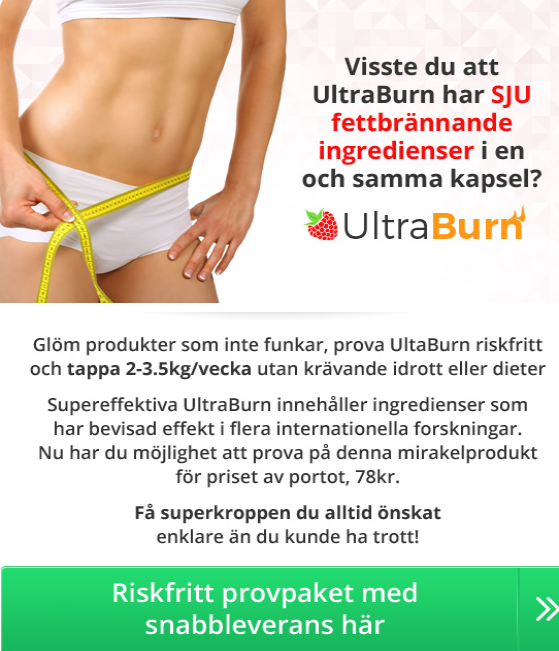 Visste du att
UltraBurn har SJU
fettbrännande
ingredienser i en
och samma kapsel?
UltraBurn
Glöm produkter som inte funkar, prova UltaBurn riskfritt
och tappa 2-3.5kg/vecka utan krävande idrott eller dieter
Supereffektiva UltraBurn innehåller ingredienser som
har bevisad effekt i flera internationella forskningar.
Nu har du möjlighet att prova på denna mirakelprodukt
för priset av portot, 78kr.
Få superkroppen du alltid önskat
enklare än du kunde ha trott!
Riskfritt provpaket med
snabbleverans här